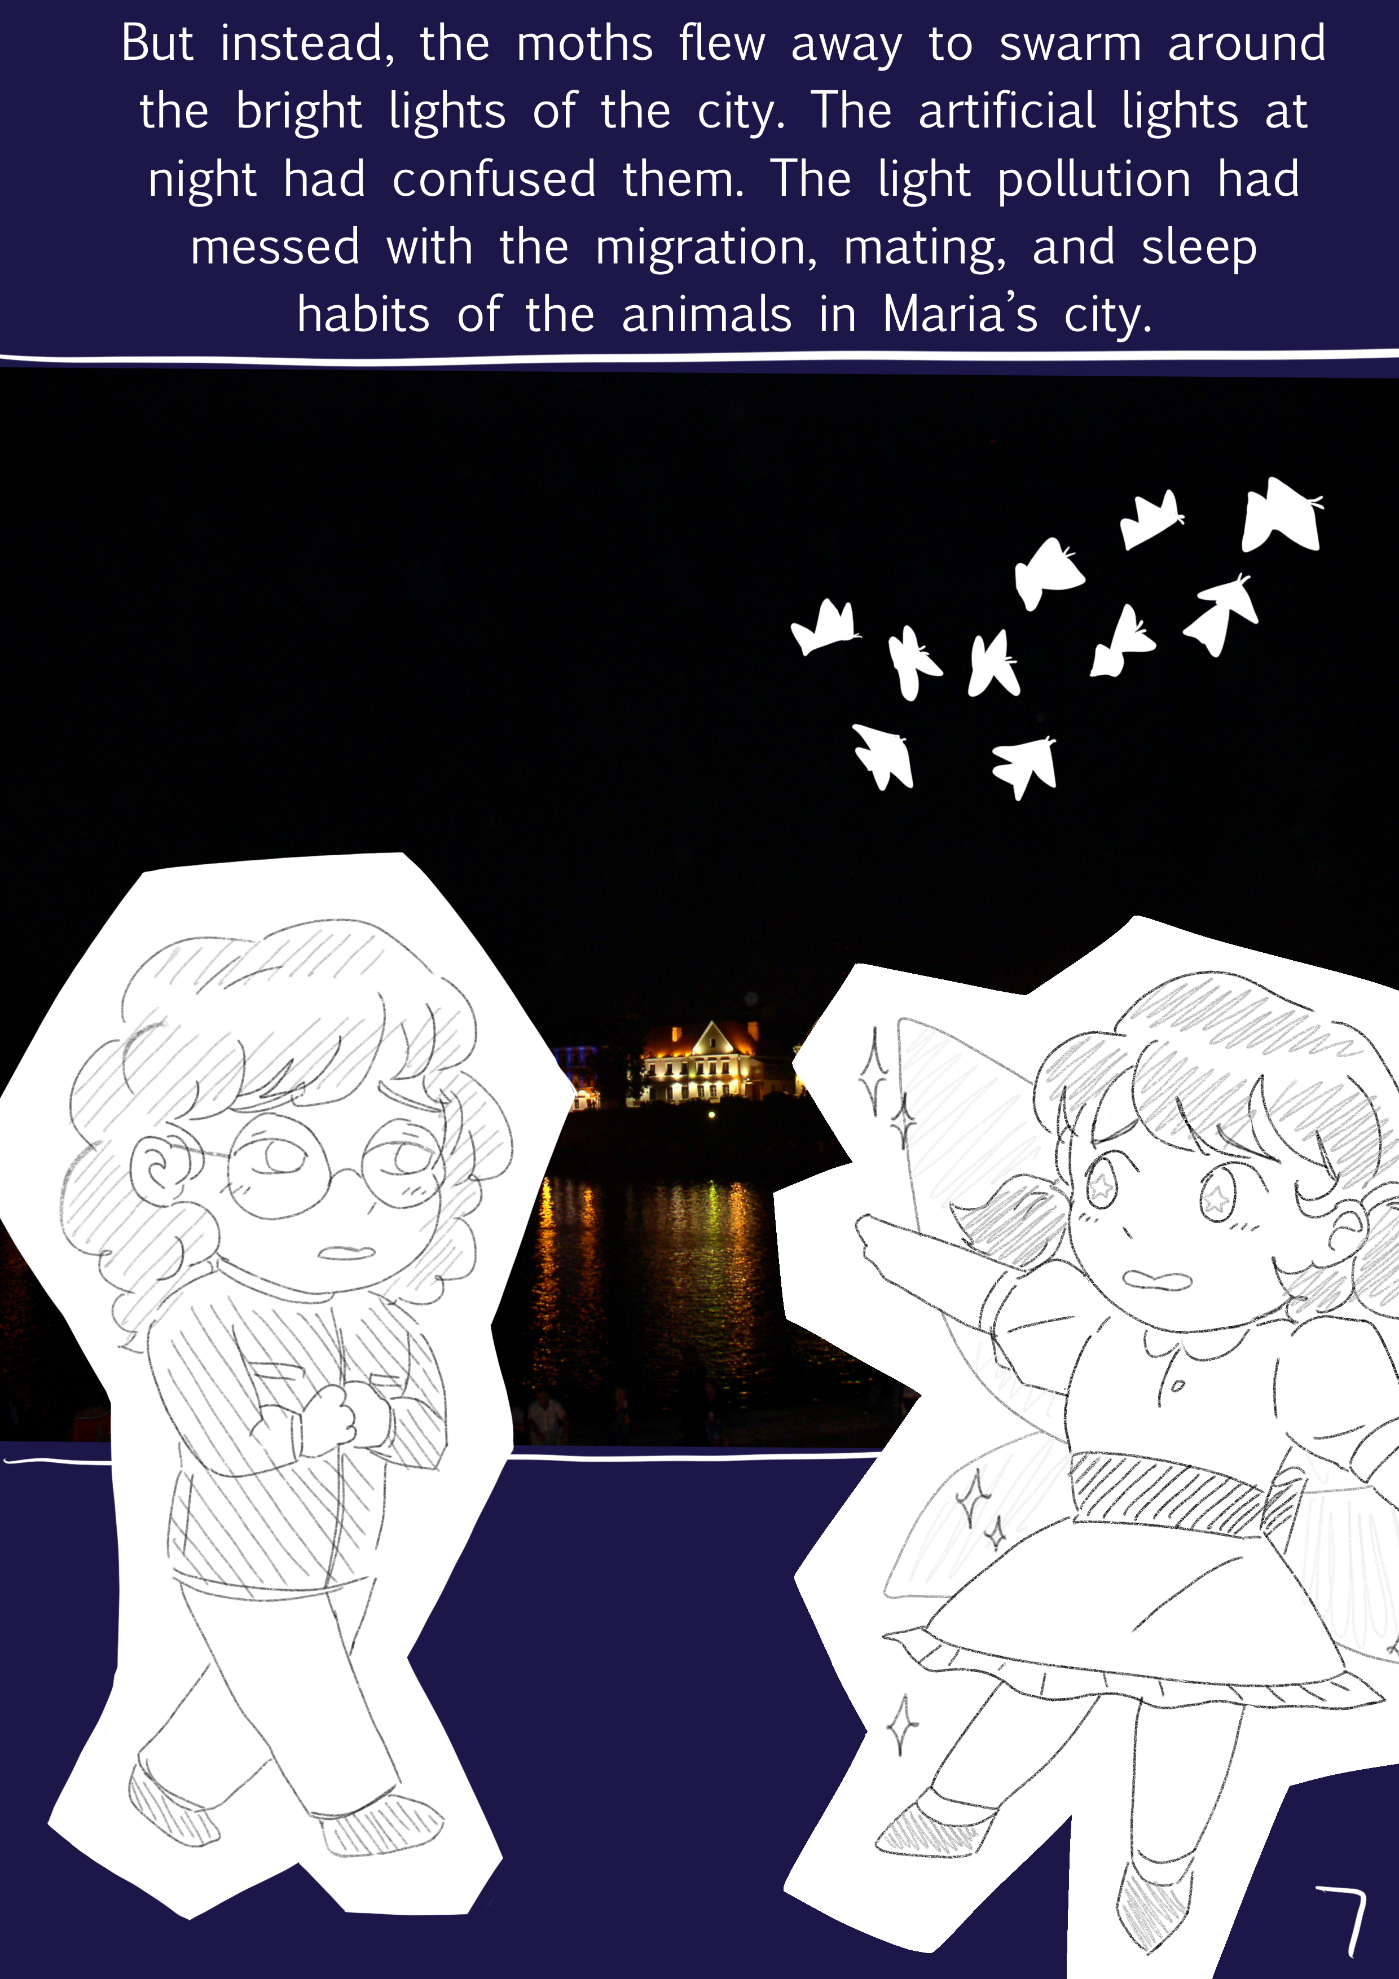 But instead, the moths flew away to swarm around
the bright lights of the city. The artificial lights at
night had confused them. The light pollution had
messed with the migration, mating, and sleep
habits of the animals in Maria’s city.
7